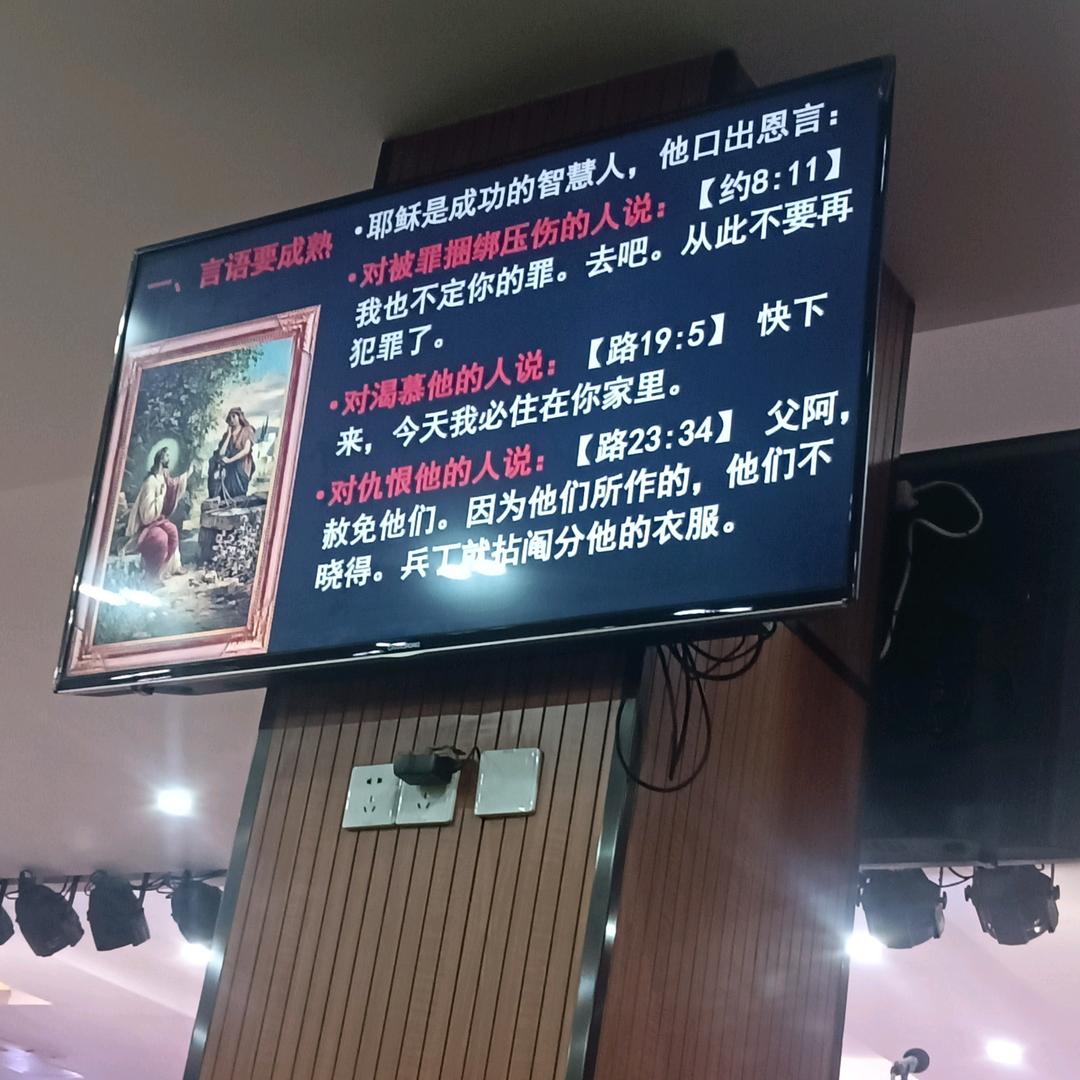 一、言语要成熟
•耶稣是成功的智慧人，他口出恩言：
•对被罪捆绑压伤的人说：【约8:11】
我也不定你的罪。去吧。从此不要再
犯罪了。
•对渴慕他的人说：【路19:5】 快下
来，今天我必住在你家里。
•对仇恨他的人说：【路23:34】 父阿，
赦免他们。因为他们所作的，他们不
晓得。兵丁就拈阄分他的衣服。